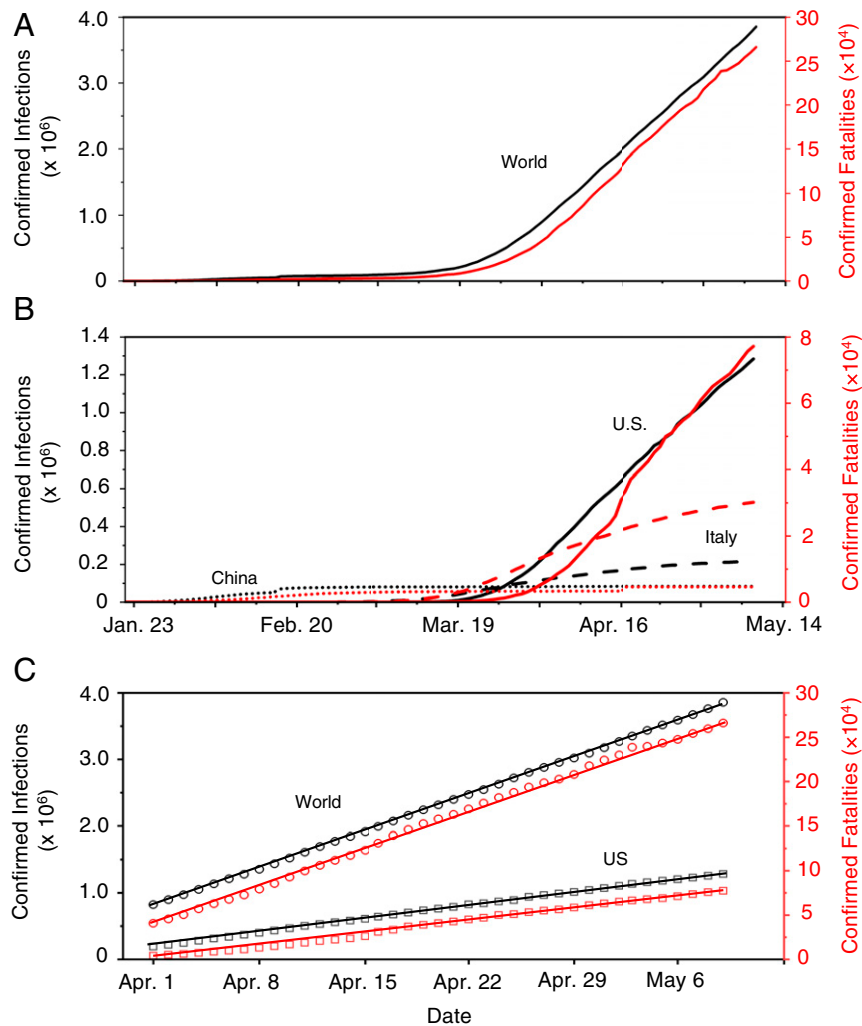 A
4.0
3.0
2.0
1.0
0
Confirmed Infections
(x 10⁶)
World
30
25
20
15
10
5
0
Confirmed Fatalities (×10⁴)
B
1.4
1.2
1.0
0.8
0.6
0.4
0.2
0
Confirmed Infections
(x 10⁶)
U.S.
Italy
China
8
6
4
2
0
Confirmed Fatalities (×10⁴)
Jan. 23
Feb. 20
Mar. 19
Apr. 16
May. 14
C
4.0
3.0
2.0
1.0
0
Confirmed Infections
(x 10⁶)
World
US
30
25
20
15
10
5
0
Confirmed Fatalities (×10⁴)
Apr. 1
Apr. 8
Apr. 15
Apr. 22
Apr. 29
May 6
Date